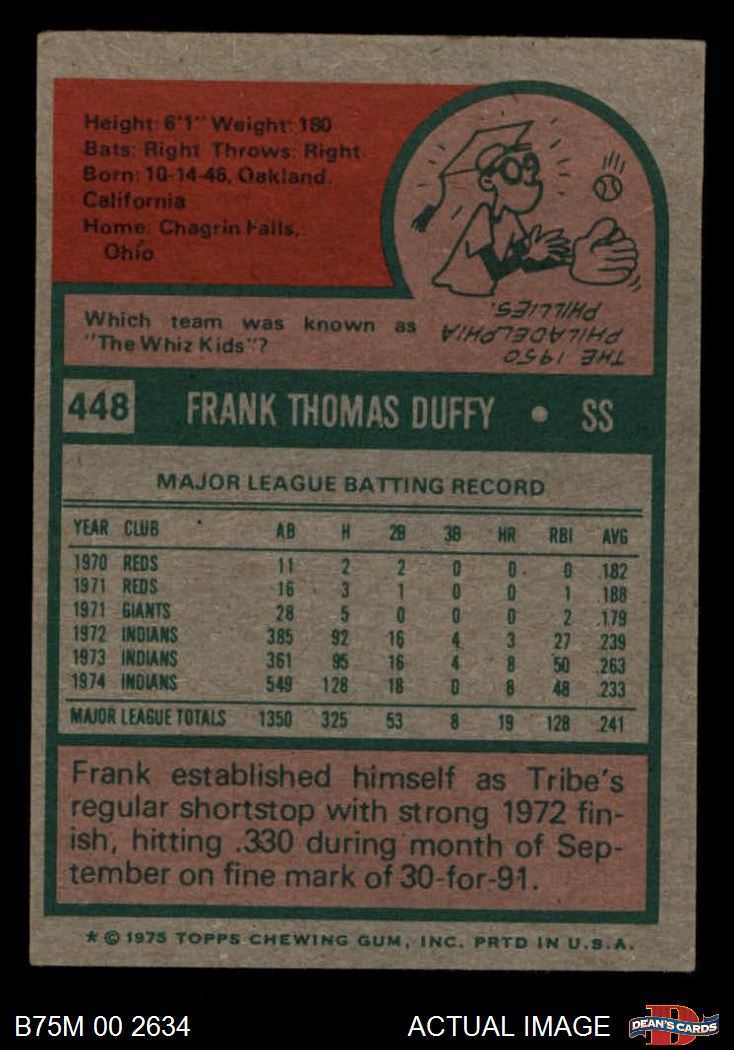 Height: 6'1" Weight: 180
Bats: Right Throws: Right
Born: 10-14-46, Oakland,
California
Home: Chagrin Falls,
Ohio
Which team was known as
"The Whiz Kids"?
THE 1950
PHILADELPHIA
PHILLIES.
448 FRANK THOMAS DUFFY • SS
MAJOR LEAGUE BATTING RECORD
YEAR CLUB AB H 2B 3B HR RBI AVG
1970 REDS 11 2 2 0 0 0 .182
1971 REDS 16 3 1 0 0 1 .188
1971 GIANTS 28 5 0 0 0 2 .179
1972 INDIANS 385 92 16 4 3 27 .239
1973 INDIANS 361 95 16 4 8 50 .263
1974 INDIANS 549 128 18 0 8 48 .233
MAJOR LEAGUE TOTALS 1350 325 53 8 19 128 .241
Frank established himself as Tribe's
regular shortstop with strong 1972 fin-
ish, hitting .330 during month of Sep-
tember on fine mark of 30-for-91.
* © 1975 TOPPS CHEWING GUM, INC. PRTD IN U.S.A.
B75M 00 2634 ACTUAL IMAGE DEAN'S CARDS